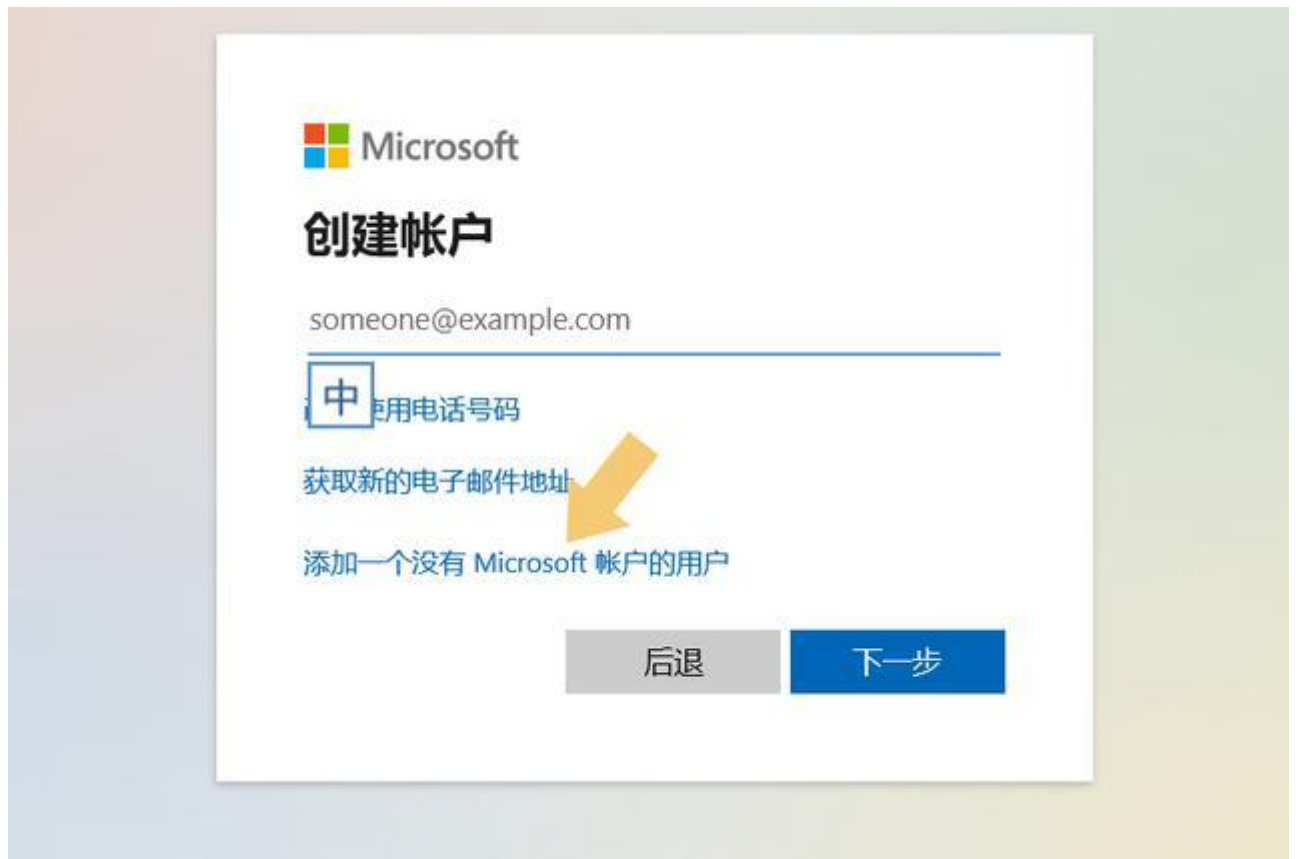 Microsoft
创建帐户
someone@example.com
中
使用电话号码
获取新的电子邮件地址
添加一个没有 Microsoft 帐户的用户
后退
下一步